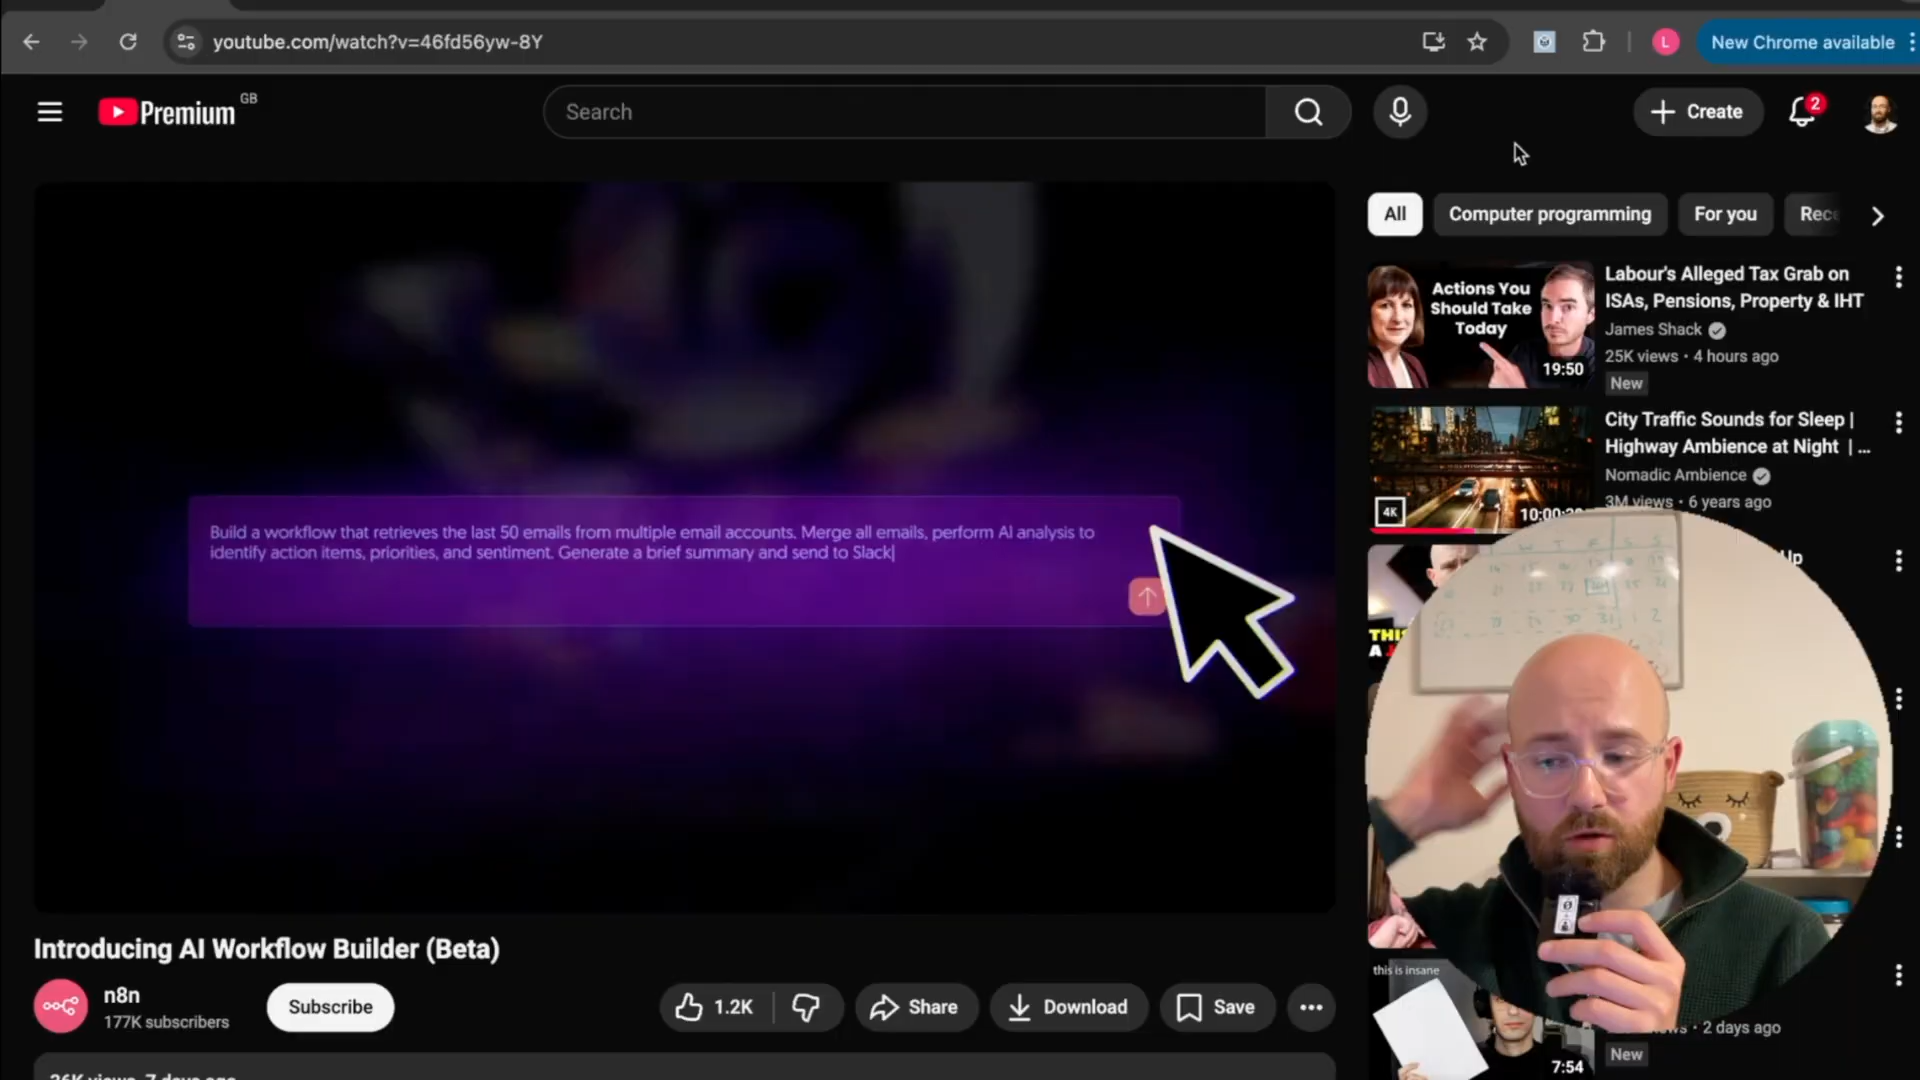 youtube.com/watch?v=46fd56yw-8Y
L
New Chrome available
Premium
GB
Search
Create
2
All
Computer programming
For you
Actions You
Should Take
Today
19:50
Labour's Alleged Tax Grab on
ISAs, Pensions, Property & IHT
James Shack
25K views • 4 hours ago
New
4K
City Traffic Sounds for Sleep |
Highway Ambience at Night | ...
Nomadic Ambience
3M views • 6 years ago
Build a workflow that retrieves the last 50 emails from multiple email accounts. Merge all emails, perform AI analysis to
identify action items, priorities, and sentiment. Generate a brief summary and send to Slack
A
Introducing AI Workflow Builder (Beta)
n8n
177K subscribers
Subscribe
1.2K
Share
Download
Save
this is insane
7:54
2 days ago
New